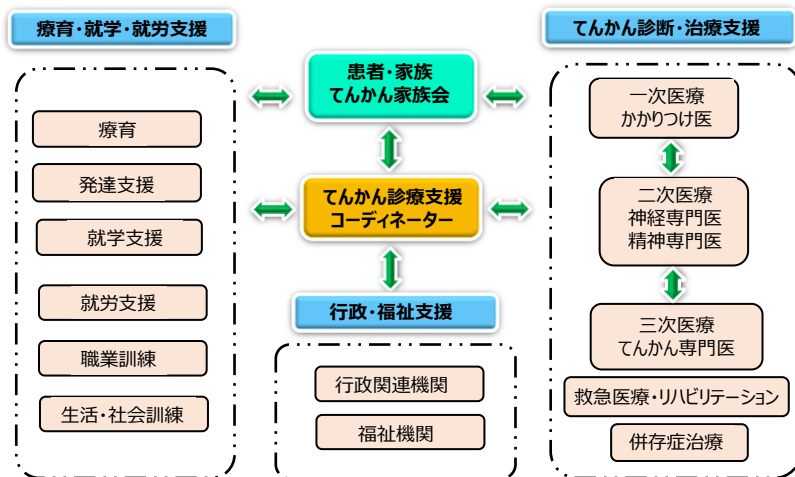 療育・就学・就労支援
療育
発達支援
就学支援
就労支援
職業訓練
生活・社会訓練
患者・家族
てんかん家族会
てんかん診療支援
コーディネーター
行政・福祉支援
行政関連機関
福祉機関
てんかん診断・治療支援
一次医療
かかりつけ医
二次医療
神経専門医
精神専門医
三次医療
てんかん専門医
救急医療・リハビリテーション
併存症治療